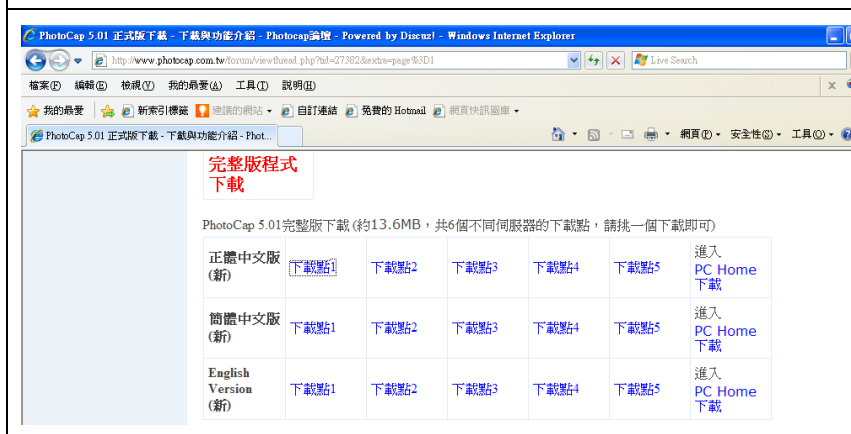 PhotoCap 5.01 正式版下載 - 下載與功能介紹 - Photocap論壇 - Powered by Discuz! - Windows Internet Explorer
http://www.photocap.com.tw/forum/viewthread.php?tid=27382&extra=page%3D1
Live Search
檔案(F) 編輯(E) 檢視(V) 我的最愛(A) 工具(T) 說明(H)
我的最愛 新索引標籤 建議的網站 自訂連結 免費的 Hotmail 網頁快訊圖庫
PhotoCap 5.01 正式版下載 - 下載與功能介紹 - Phot...
網頁(P) 安全性(S) 工具(O)
完整版程式
下載
PhotoCap 5.01完整版下載 (約13.6MB，共6個不同伺服器的下載點，請挑一個下載即可)
正體中文版
(新)
下載點1 下載點2 下載點3 下載點4 下載點5
進入
PC Home
下載
簡體中文版
(新)
下載點1 下載點2 下載點3 下載點4 下載點5
進入
PC Home
下載
English
Version
(新)
下載點1 下載點2 下載點3 下載點4 下載點5
進入
PC Home
下載